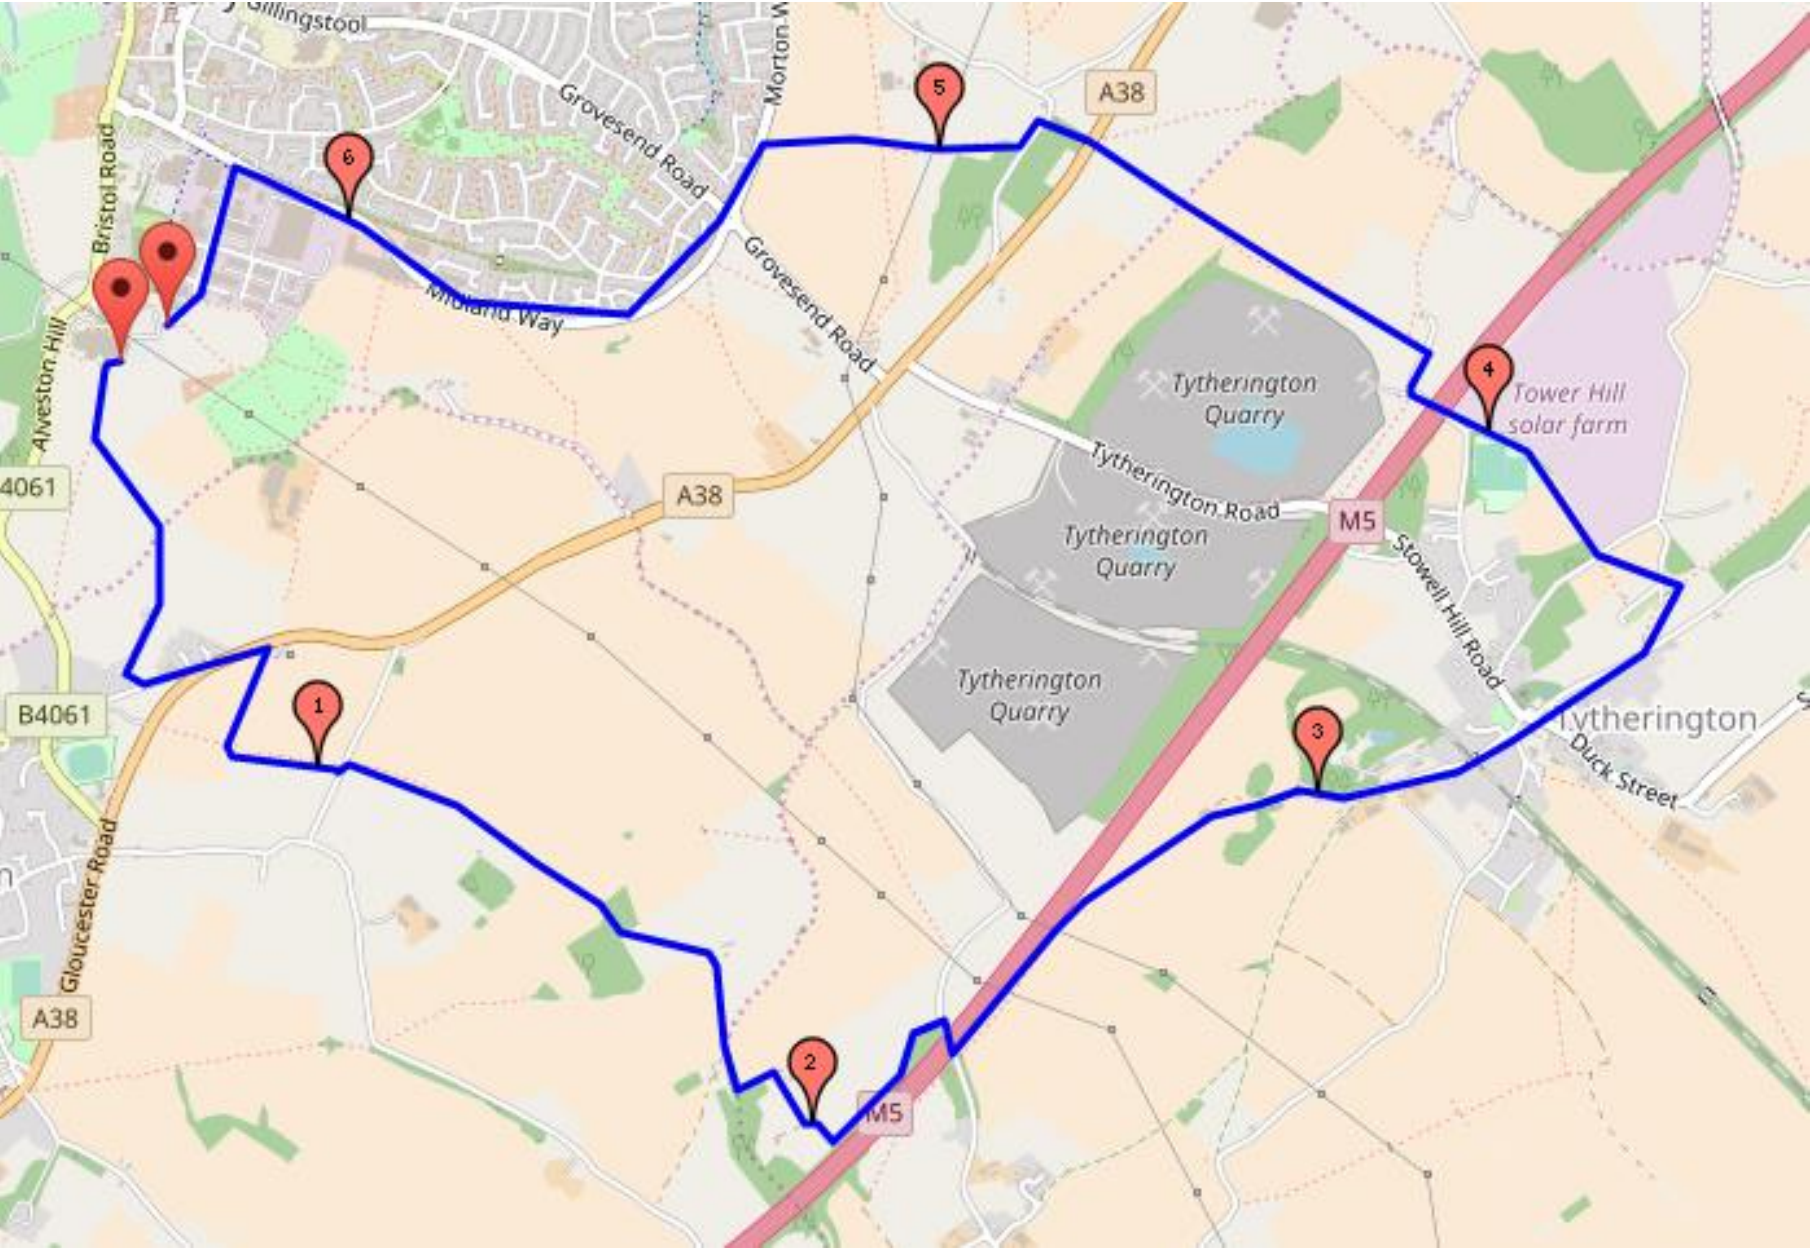 Gillingstool
Morton W
Grovesend Road
5
A38
Bristol Road
6
Grovesend Road
Midland Way
Alveston Hill
Tytherington
Quarry
4
Tower Hill
solar farm
4061
A38
Tytherington Road
M5
Tytherington
Quarry
Stowell Hill Road
B4061
1
Tytherington
Quarry
3
Tytherington
Duck Street
Gloucester Road
n
A38
2
M5